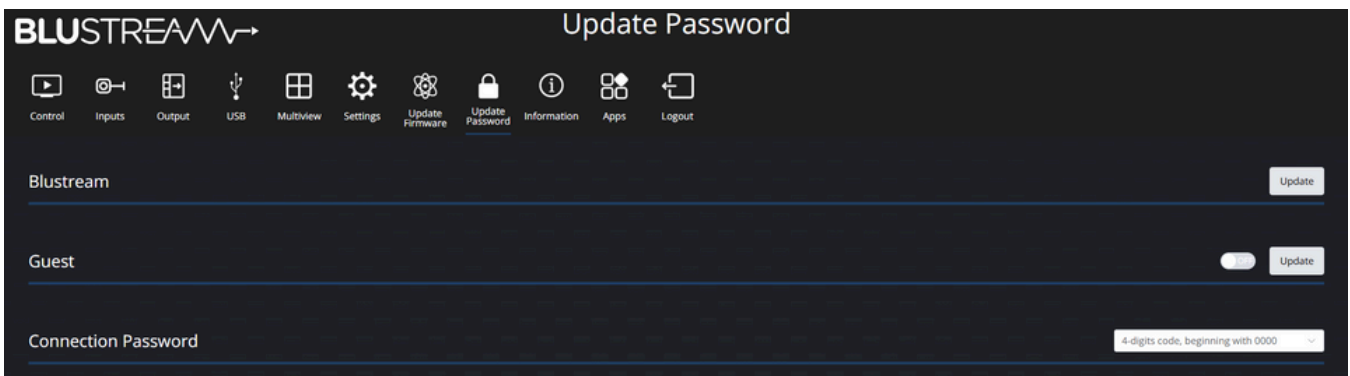 BLUSTREAM
Update Password
Control
Inputs
Output
USB
Multiview
Settings
Update
Firmware
Update
Password
Information
Apps
Logout
Blustream
Update
Guest
OFF
Update
Connection Password
4-digits code, beginning with 0000